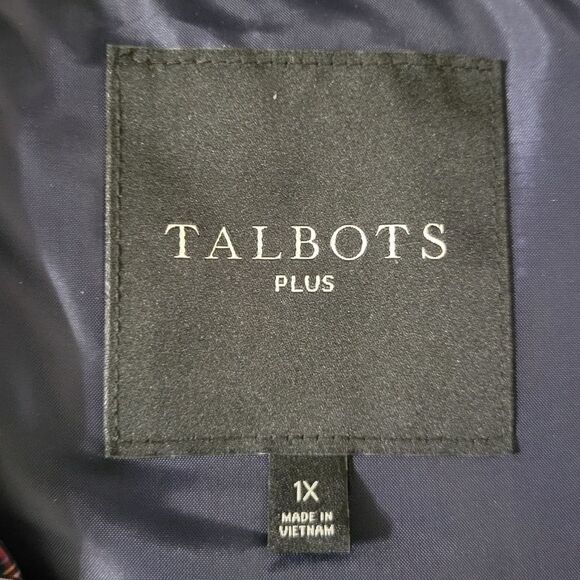 TALBOTS
PLUS
1X
MADE IN
VIETNAM